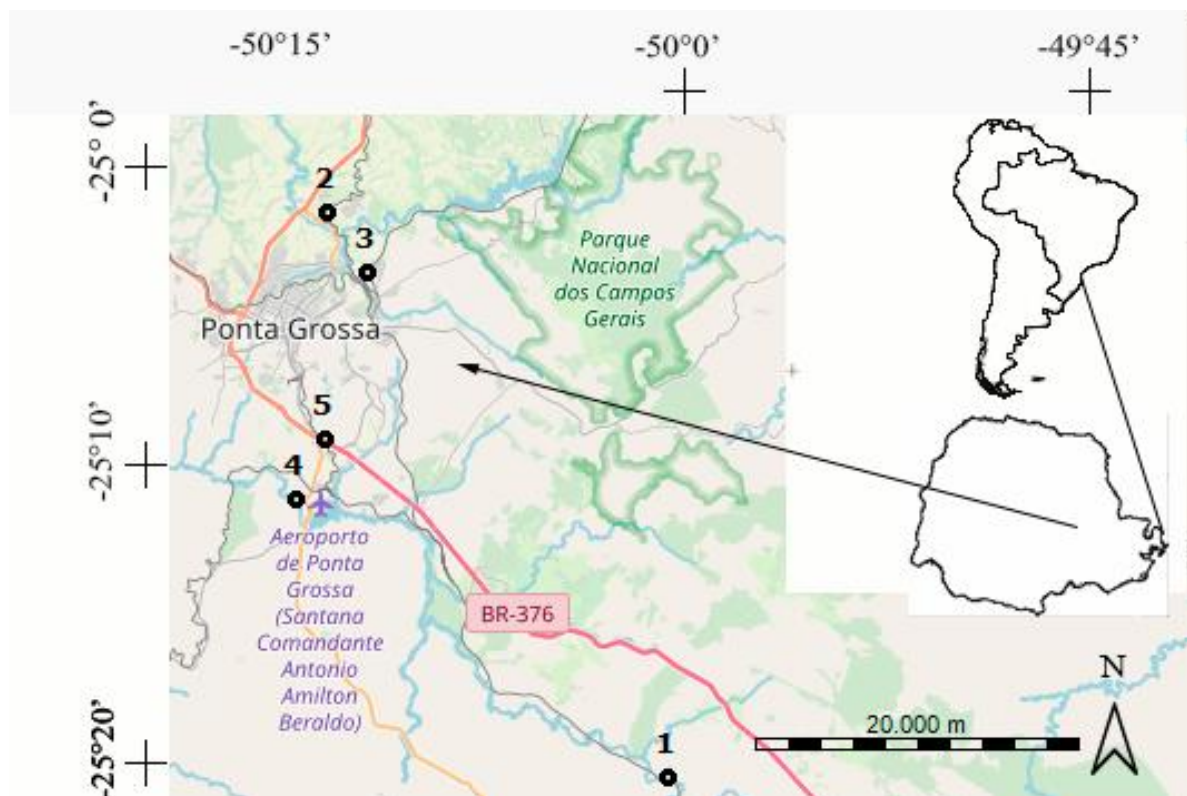 -50°15’
-50°0’
-49°45’
-25° 0’
2
3
Parque
Nacional
dos Campos
Gerais
Ponta Grossa
5
-25°10’
4
Aeroporto
de Ponta
Grossa
(Santana
Comandante
Antonio
Amilton
Beraldo)
BR-376
N
20.000 m
-25°20’
1